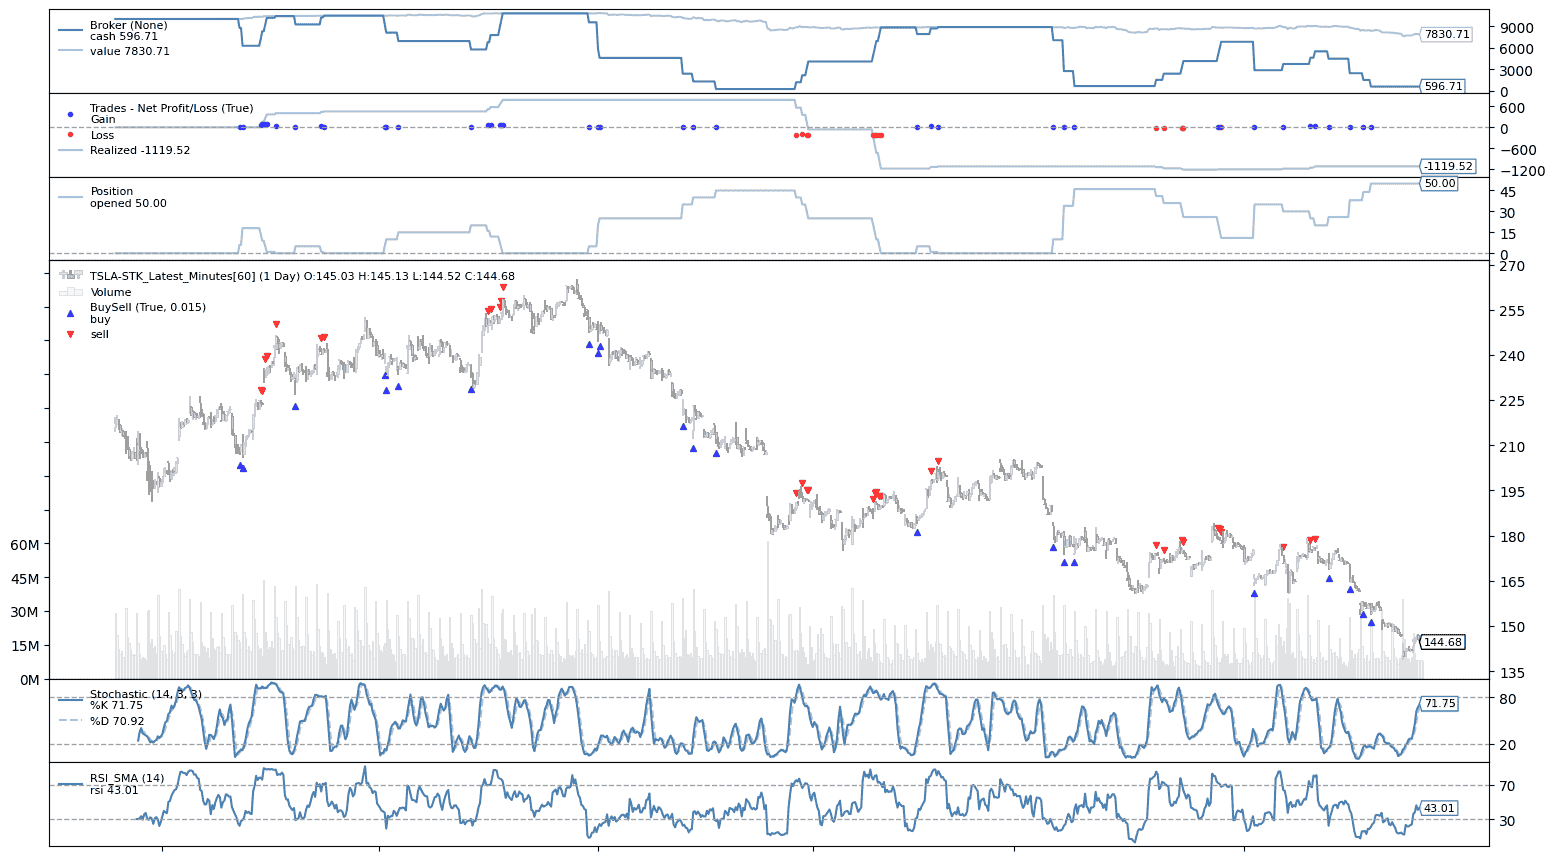 Broker (None)
cash 596.71
value 7830.71
9000
7830.71
6000
3000
596.71
0
Trades - Net Profit/Loss (True)
Gain
Loss
Realized -1119.52
600
0
−600
-1119.52
−1200
Position
opened 50.00
50.00
45
30
15
0
TSLA-STK_Latest_Minutes[60] (1 Day) O:145.03 H:145.13 L:144.52 C:144.68
Volume
BuySell (True, 0.015)
buy
sell
270
255
240
225
210
195
180
165
150
144.68
135
60M
45M
30M
15M
0M
Stochastic (14, 3, 3)
%K 71.75
%D 70.92
80
71.75
20
RSI_SMA (14)
rsi 43.01
70
43.01
30